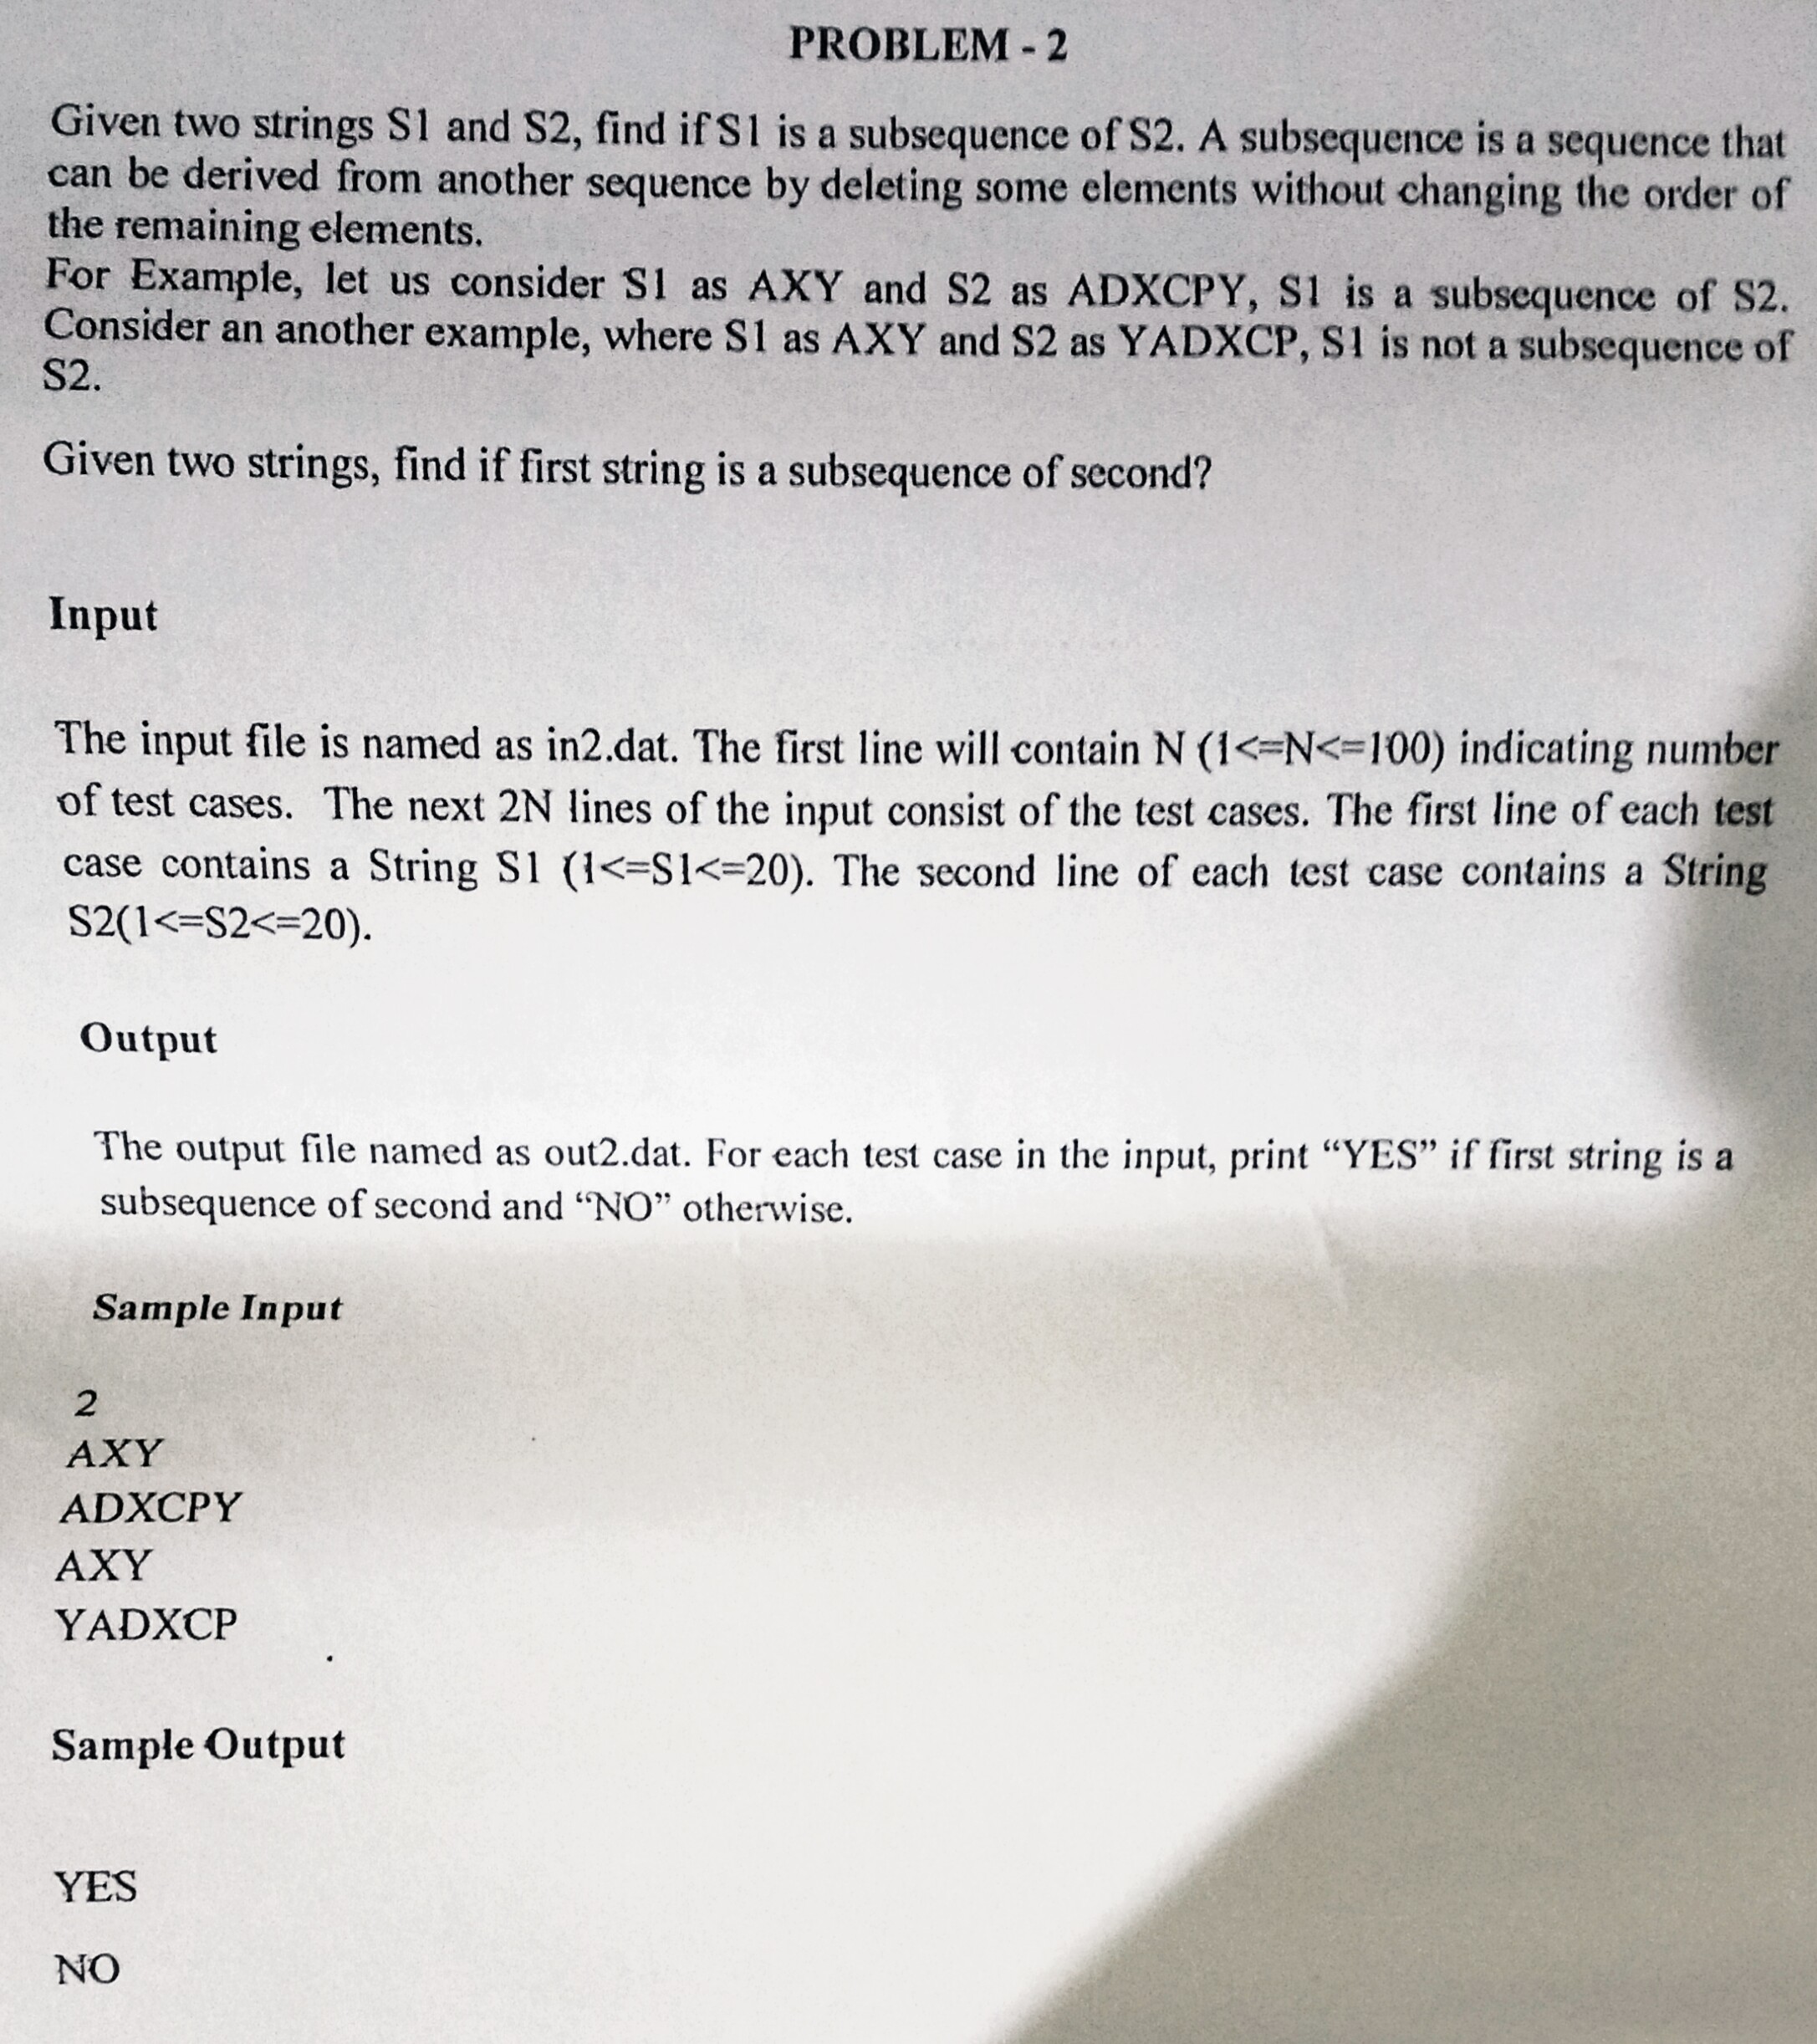 PROBLEM - 2
Given two strings S1 and S2, find if S1 is a subsequence of S2. A subsequence is a sequence that
can be derived from another sequence by deleting some elements without changing the order of
the remaining elements.
For Example, let us consider S1 as AXY and S2 as ADXCPY, S1 is a subsequence of S2.
Consider an another example, where S1 as AXY and S2 as YADXCP, S1 is not a subsequence of
S2.
Given two strings, find if first string is a subsequence of second?
Input
The input file is named as in2.dat. The first line will contain N (1<=N<=100) indicating number
of test cases. The next 2N lines of the input consist of the test cases. The first line of each test
case contains a String S1 (1<=S1<=20). The second line of each test case contains a String
S2(1<=S2<=20).
Output
The output file named as out2.dat. For each test case in the input, print “YES” if first string is a
subsequence of second and “NO” otherwise.
Sample Input
2
AXY
ADXCPY
AXY
YADXCP
Sample Output
YES
NO